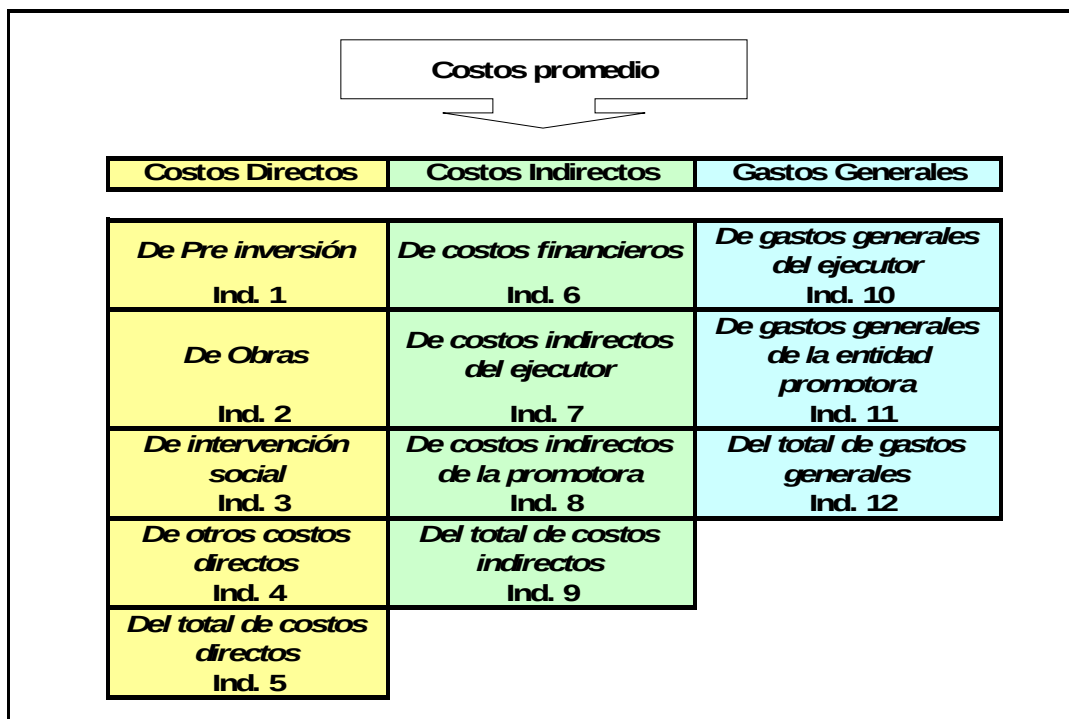 Costos promedio
Costos Directos
Costos Indirectos
Gastos Generales
De Pre inversión
Ind. 1
De costos financieros
Ind. 6
De gastos generales
del ejecutor
Ind. 10
De Obras
Ind. 2
De costos indirectos
del ejecutor
Ind. 7
De gastos generales
de la entidad
promotora
Ind. 11
De intervención
social
Ind. 3
De costos indirectos
de la promotora
Ind. 8
Del total de gastos
generales
Ind. 12
De otros costos
directos
Ind. 4
Del total de costos
indirectos
Ind. 9
Del total de costos
directos
Ind. 5